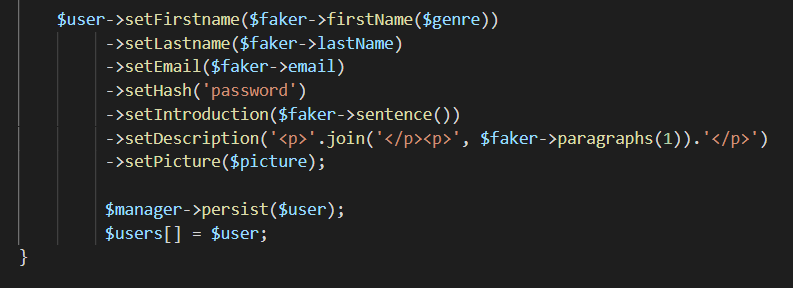 $user->setFirstname($faker->firstName($genre))
->setLastname($faker->lastName)
->setEmail($faker->email)
->setHash('password')
->setIntroduction($faker->sentence())
->setDescription('<p>'.join('</p><p>', $faker->paragraphs(1)).'</p>')
->setPicture($picture);
$manager->persist($user);
$users[] = $user;
}